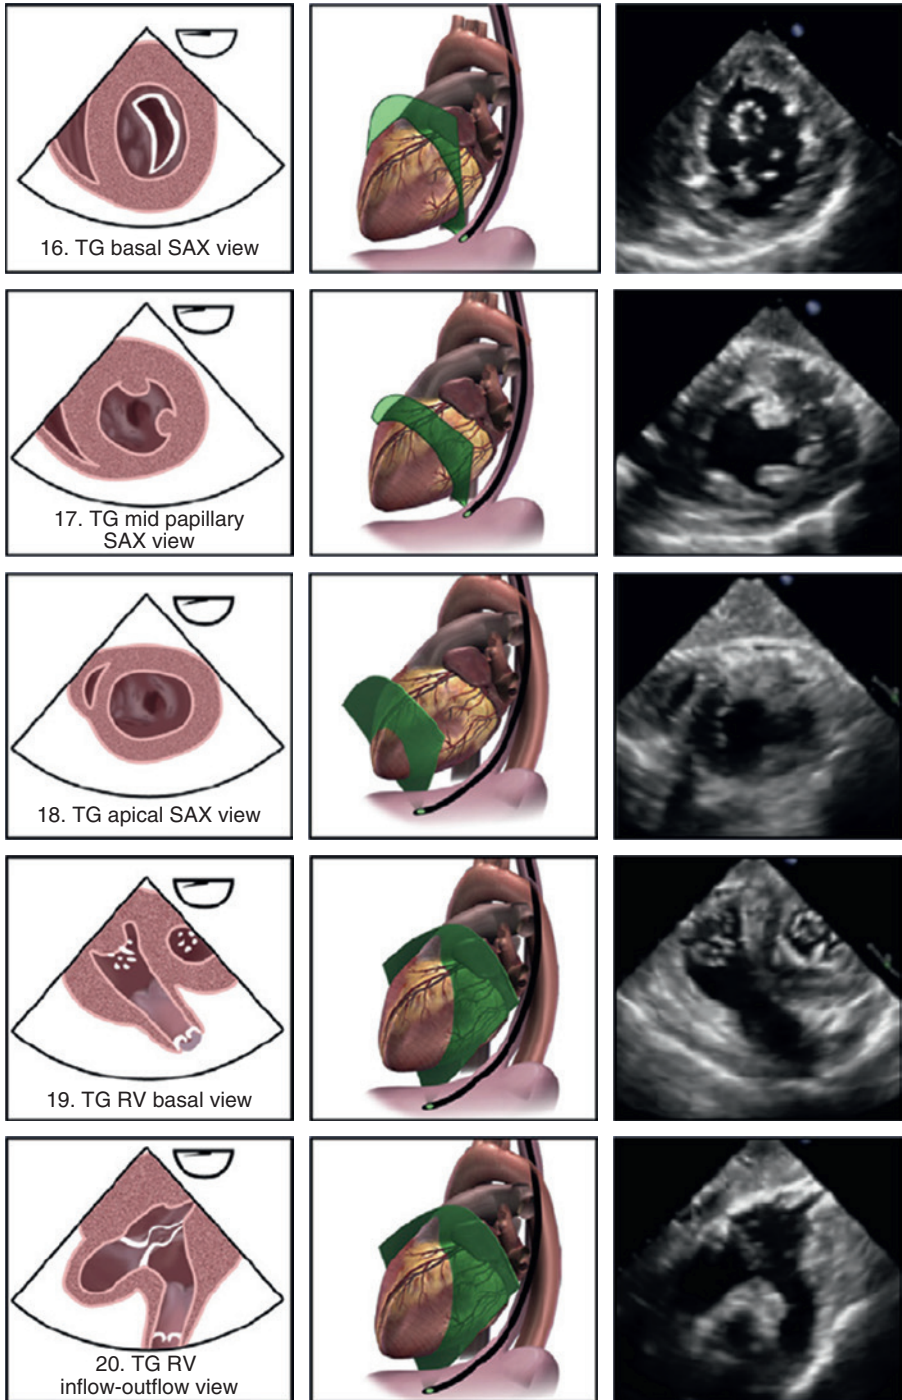 16. TG basal SAX view
17. TG mid papillary
SAX view
18. TG apical SAX view
19. TG RV basal view
20. TG RV
inflow-outflow view